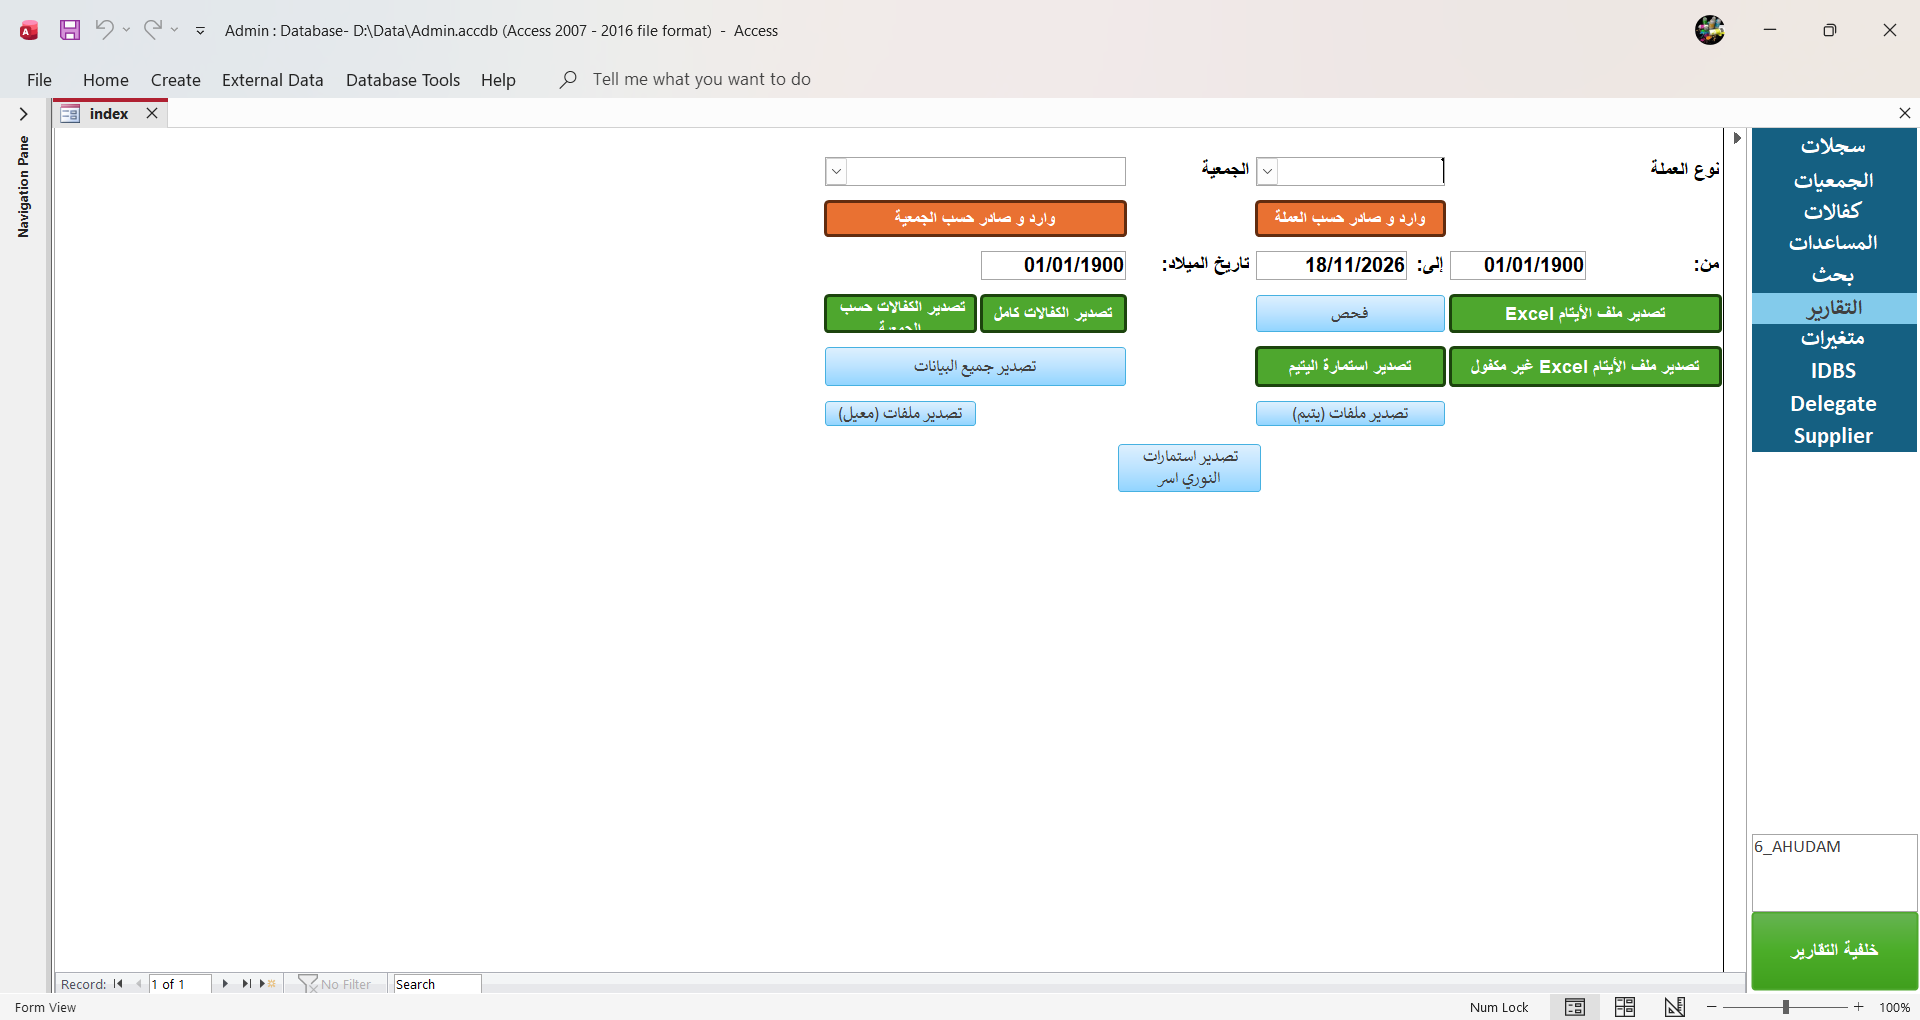 Admin : Database- D:\Data\Admin.accdb (Access 2007 - 2016 file format) - Access
File Home Create External Data Database Tools Help Tell me what you want to do
index
Navigation Pane
نوع العملة
الجمعية
وارد و صادر حسب العملة
وارد و صادر حسب الجمعية
من: 01/01/1900 إلى: 18/11/2026 تاريخ الميلاد: 01/01/1900
تصدير ملف الأيتام Excel
فحص
تصدير الكفالات كامل
تصدير الكفالات حسب
الجمعية
تصدير ملف الأيتام Excel غير مكفول
تصدير استمارة اليتيم
تصدير جميع البيانات
تصدير ملفات (يتيم)
تصدير ملفات (معيل)
تصدير استمارات
النوري اسر
سجلات
الجمعيات
كفالات
المساعدات
بحث
التقارير
متغيرات
IDBS
Delegate
Supplier
6_AHUDAM
خلفية التقارير
Record: 1 of 1 No Filter Search
Form View
Num Lock
100%